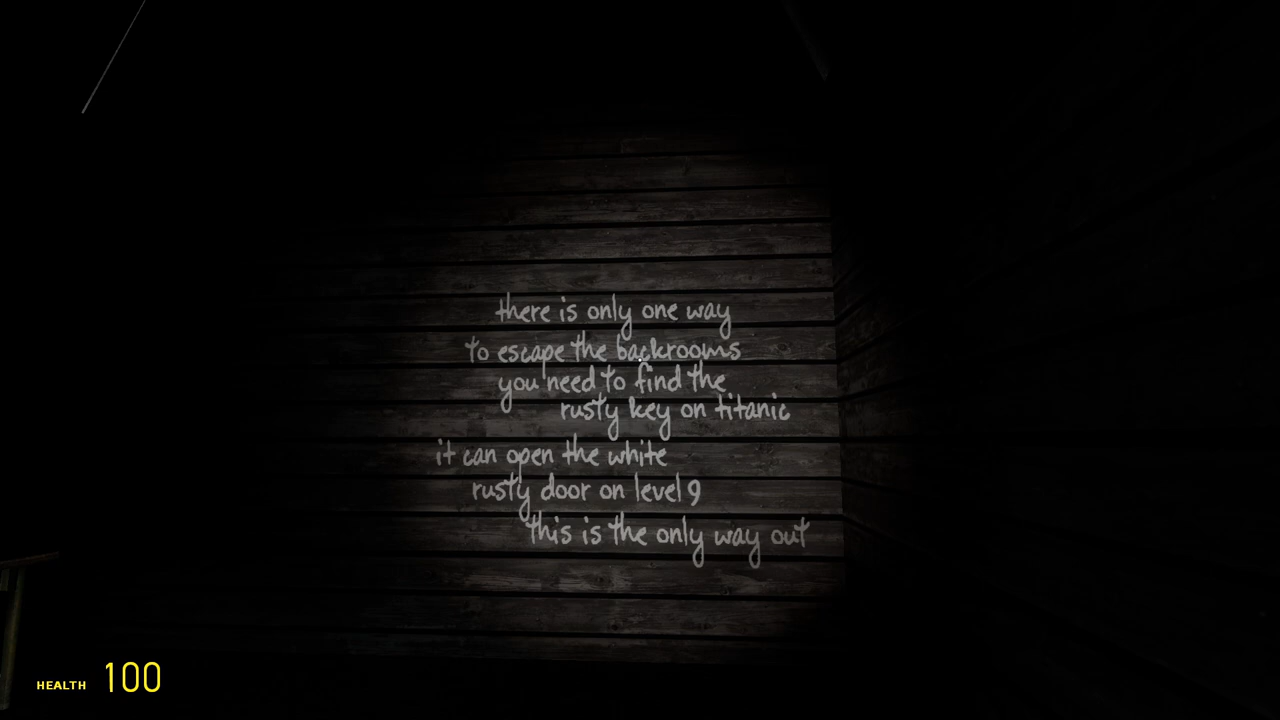 there is only one way
to escape the backrooms
you need to find the
rusty key on titanic
it can open the white
rusty door on level 9
this is the only way out
HEALTH 100